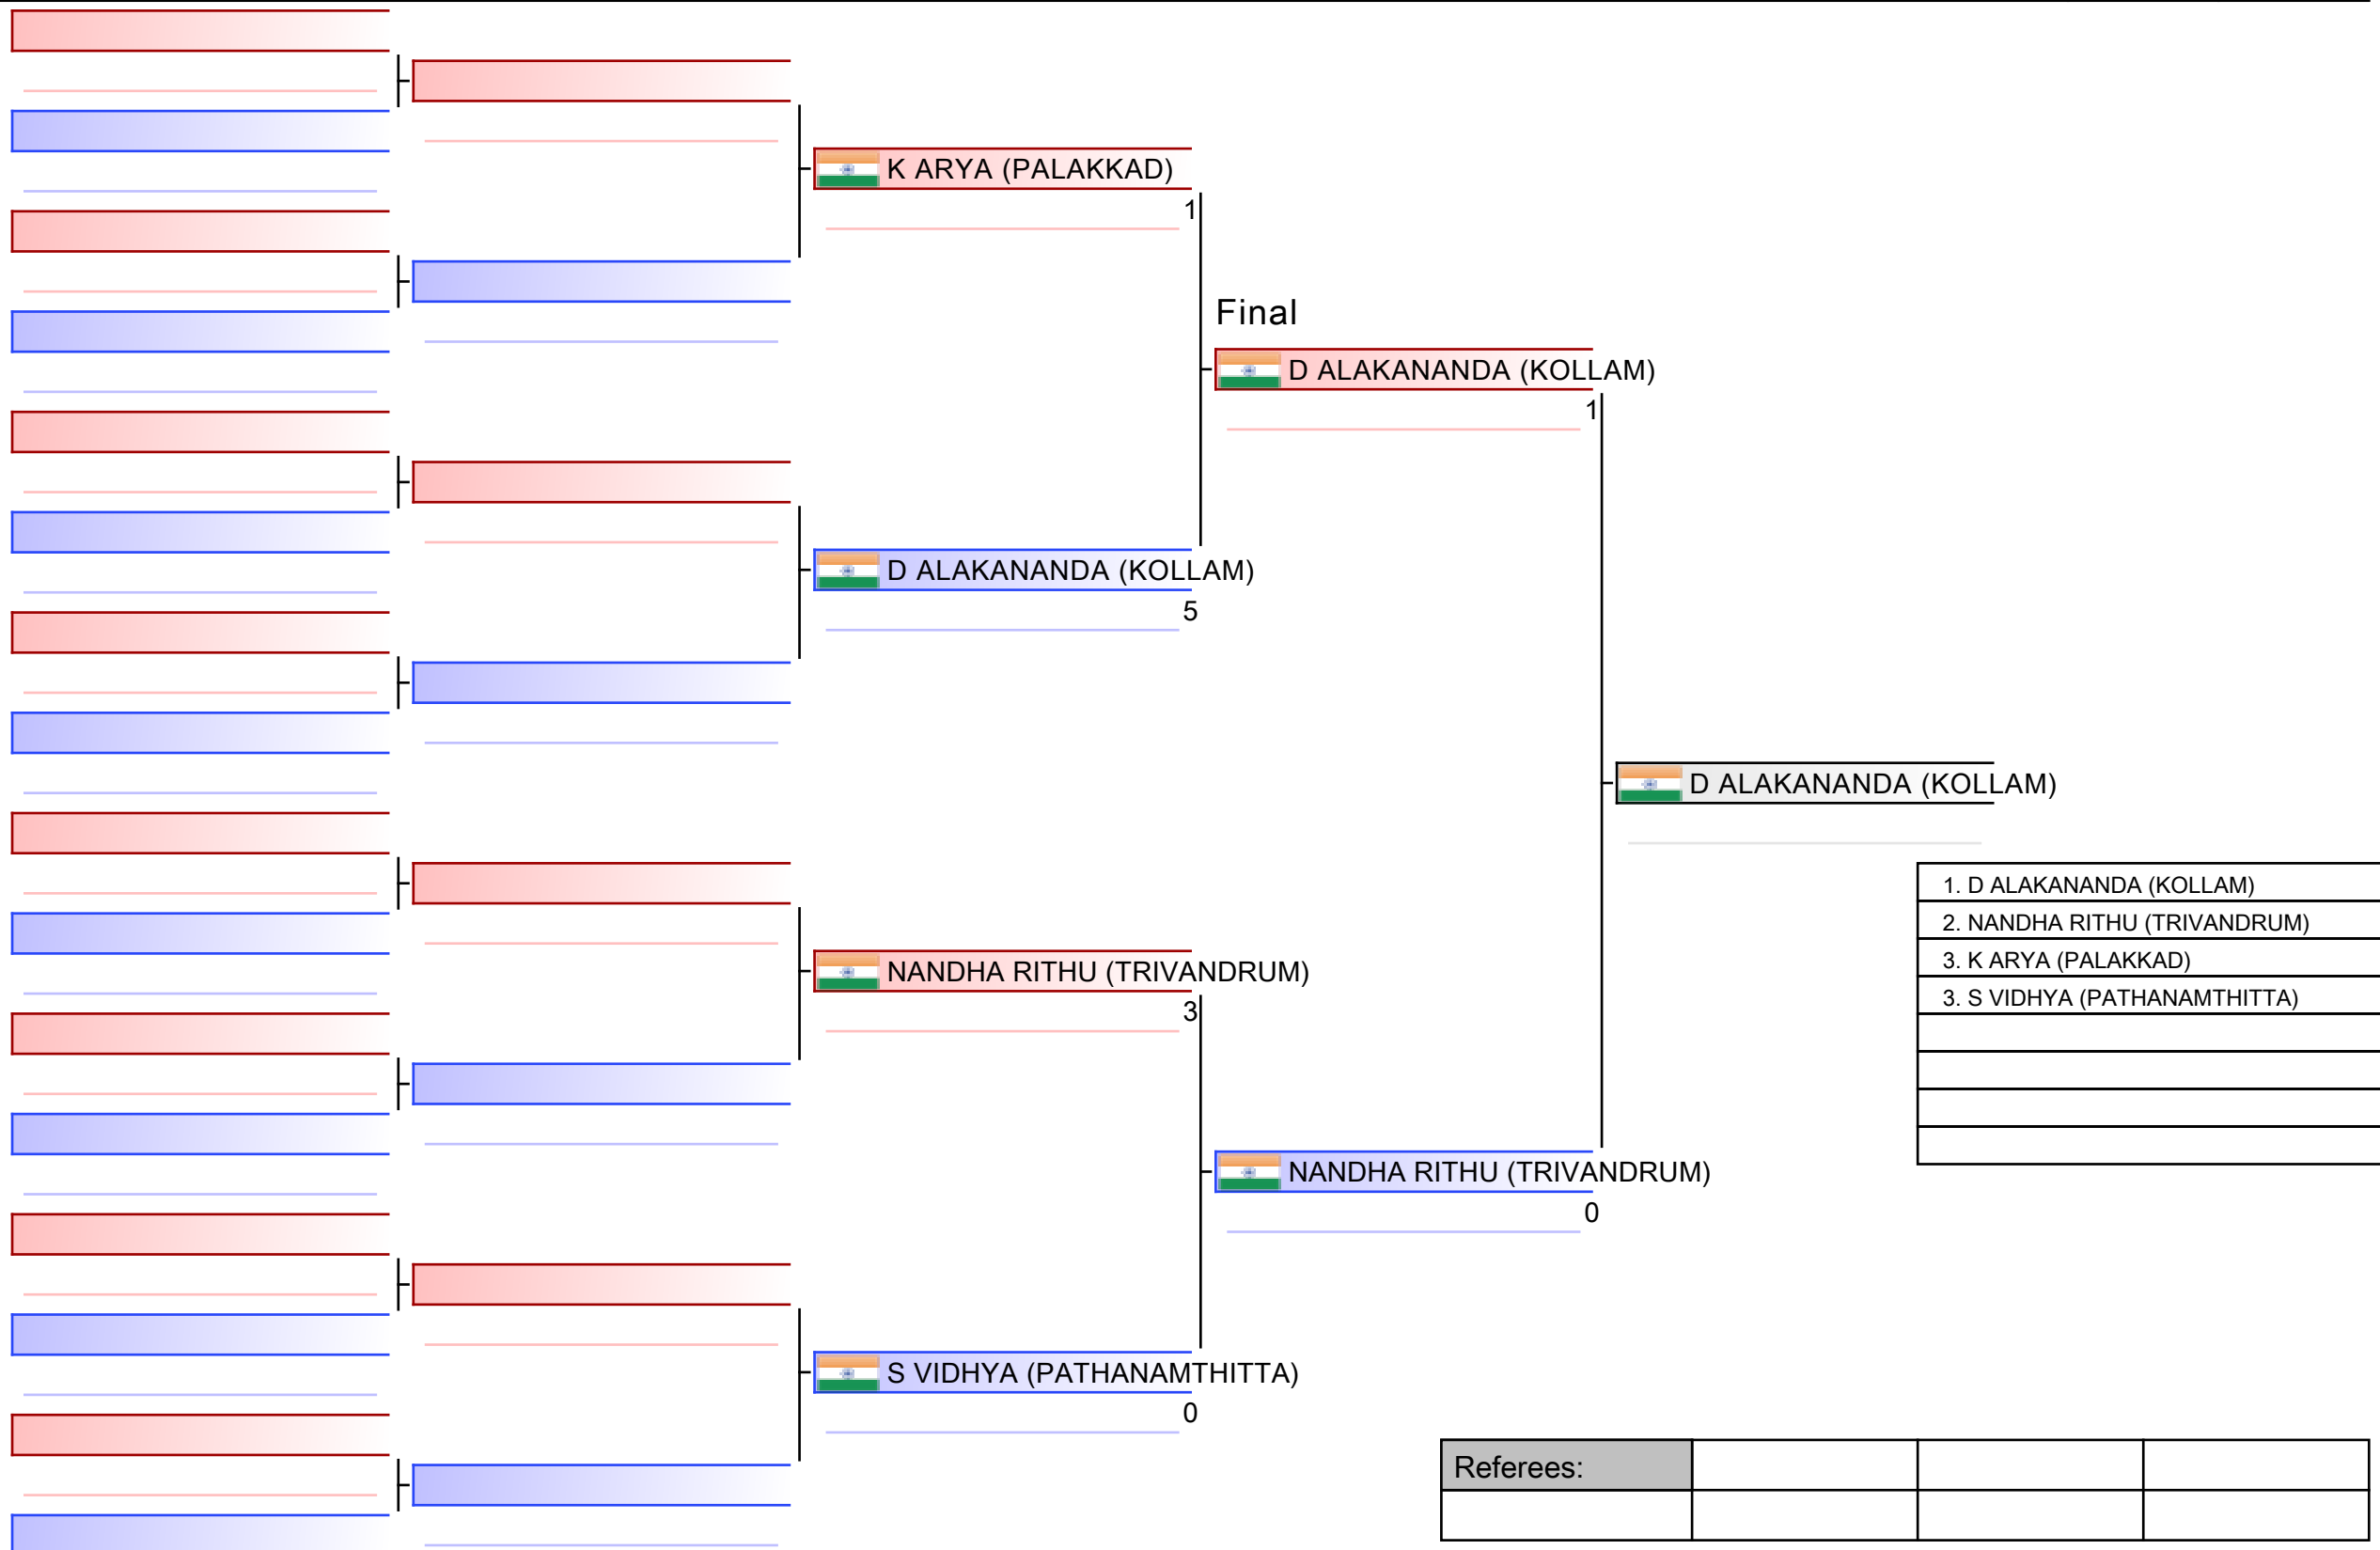 K ARYA (PALAKKAD)
1
Final
D ALAKANANDA (KOLLAM)
1
D ALAKANANDA (KOLLAM)
5
D ALAKANANDA (KOLLAM)
1. D ALAKANANDA (KOLLAM)
2. NANDHA RITHU (TRIVANDRUM)
3. K ARYA (PALAKKAD)
3. S VIDHYA (PATHANAMTHITTA)
NANDHA RITHU (TRIVANDRUM)
3
NANDHA RITHU (TRIVANDRUM)
0
S VIDHYA (PATHANAMTHITTA)
0
Referees: